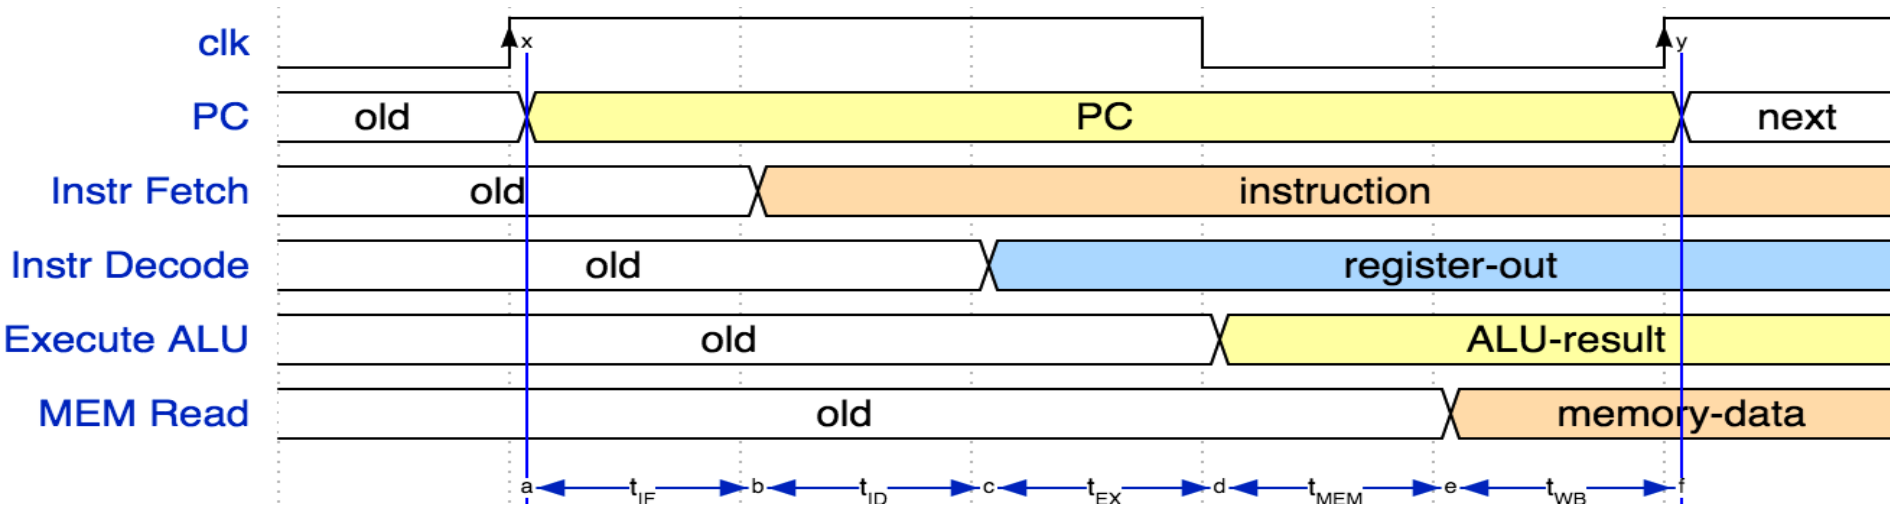 clk x y
PC old PC next
Instr Fetch old instruction
Instr Decode old register-out
Execute ALU old ALU-result
MEM Read old memory-data
a tIF b tID c tEX d tMEM e tWB f